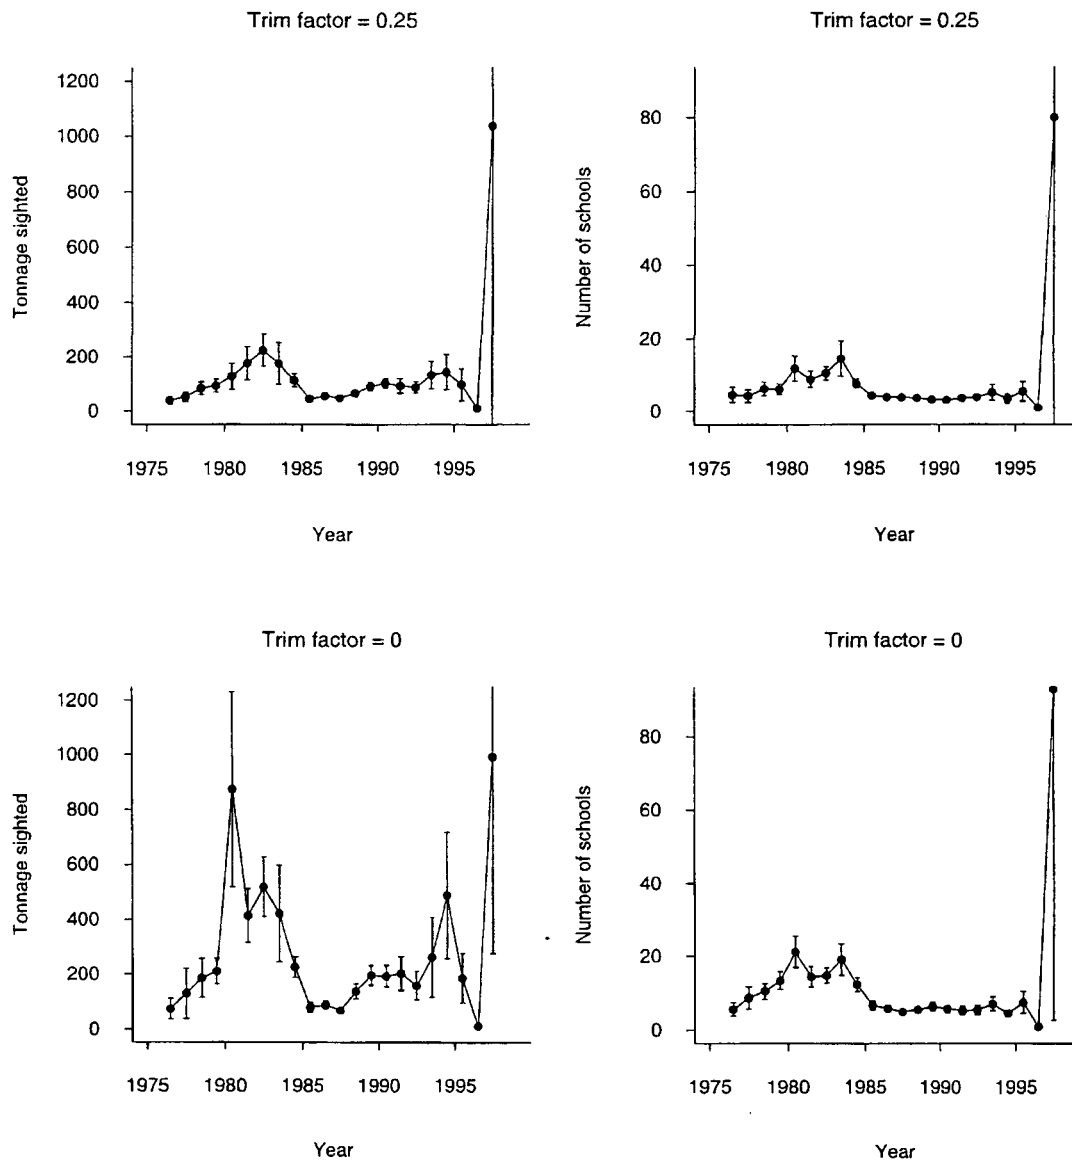 Trim factor = 0.25
Tonnage sighted
1200
1000
800
600
400
200
0
1975 1980 1985 1990 1995
Year
Trim factor = 0.25
Number of schools
80
60
40
20
0
1975 1980 1985 1990 1995
Year
Trim factor = 0
Tonnage sighted
1200
1000
800
600
400
200
0
1975 1980 1985 1990 1995
Year
Trim factor = 0
Number of schools
80
60
40
20
0
1975 1980 1985 1990 1995
Year